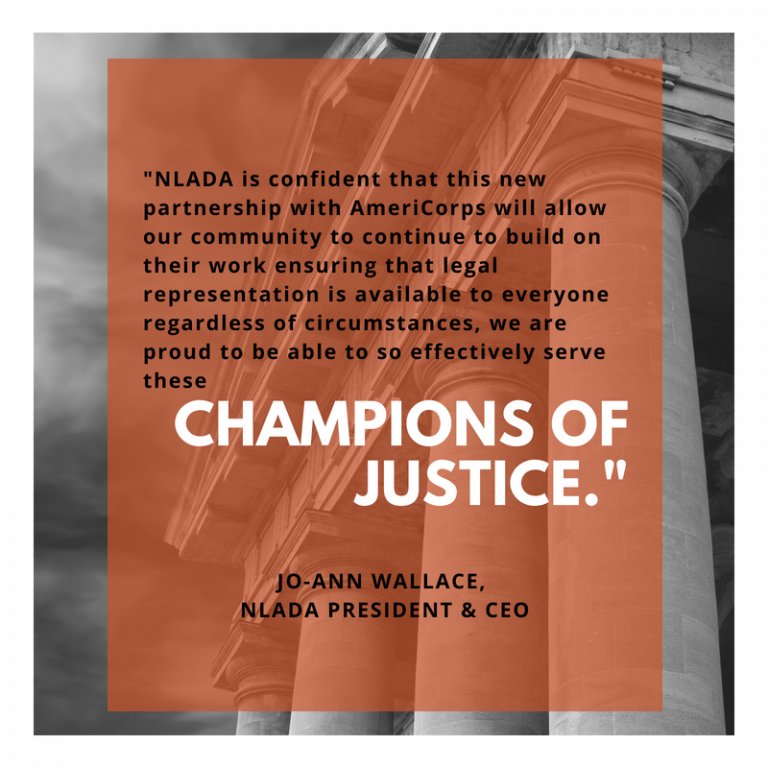 "NLADA is confident that this new
partnership with AmeriCorps will allow
our community to continue to build on
their work ensuring that legal
representation is available to everyone
regardless of circumstances, we are
proud to be able to so effectively serve
these
CHAMPIONS OF
JUSTICE."
JO-ANN WALLACE,
NLADA PRESIDENT & CEO